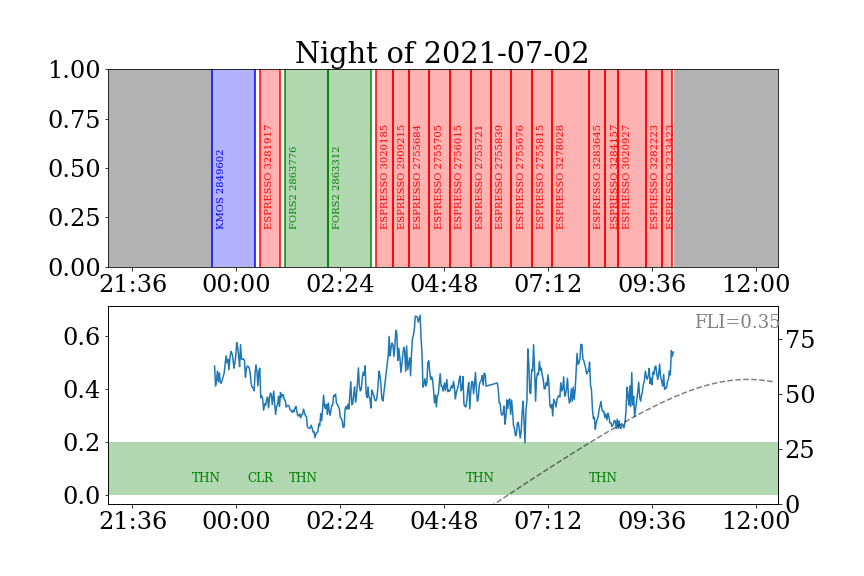 Night of 2021-07-02
1.00
0.75
0.50
0.25
0.00
KMOS 2849602
ESPRESSO 3281917
FORS2 2863776
FORS2 2863312
ESPRESSO 3020185
ESPRESSO 2909215
ESPRESSO 2755684
ESPRESSO 2755705
ESPRESSO 2756015
ESPRESSO 2755721
ESPRESSO 2755839
ESPRESSO 2755676
ESPRESSO 2755815
ESPRESSO 3278028
ESPRESSO 3283645
ESPRESSO 3284157
ESPRESSO 3020927
ESPRESSO 3282223
ESPRESSO 3233423
21:36 00:00 02:24 04:48 07:12 09:36 12:00
FLI=0.35
0.6
0.4
0.2
0.0
75
50
25
0
THN CLR THN THN THN
21:36 00:00 02:24 04:48 07:12 09:36 12:00